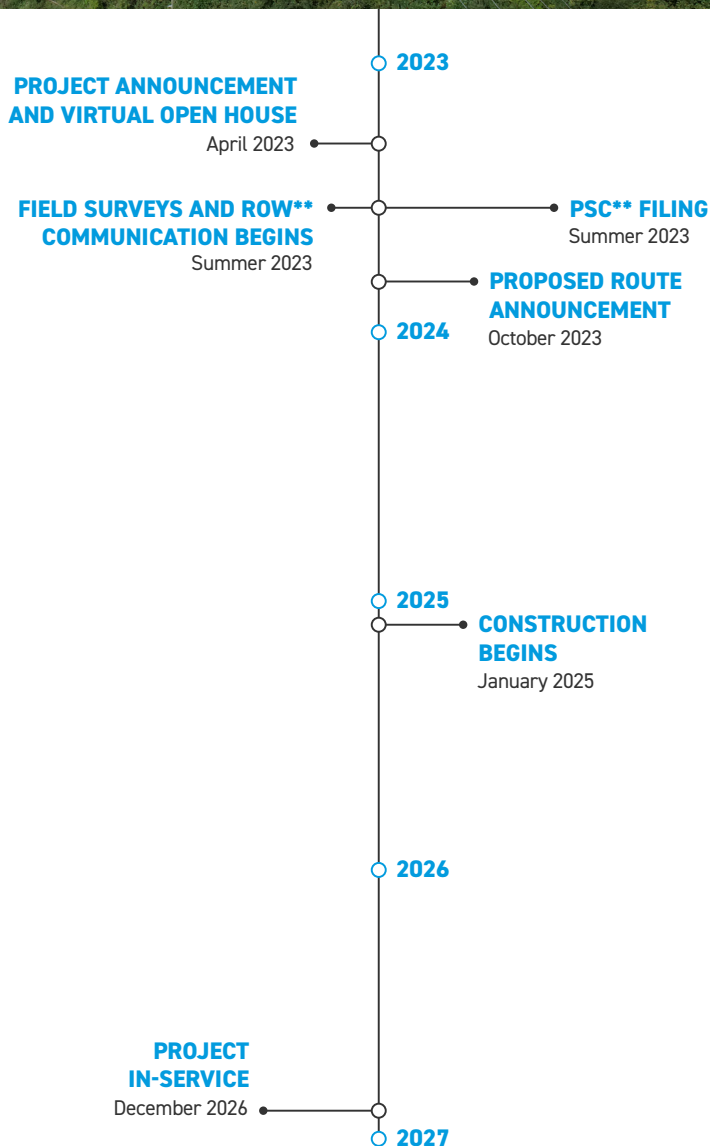 2023
PROJECT ANNOUNCEMENT
AND VIRTUAL OPEN HOUSE
April 2023
FIELD SURVEYS AND ROW**
COMMUNICATION BEGINS
Summer 2023
PSC** FILING
Summer 2023
PROPOSED ROUTE
ANNOUNCEMENT
October 2023
2024
2025
CONSTRUCTION
BEGINS
January 2025
2026
PROJECT
IN-SERVICE
December 2026
2027